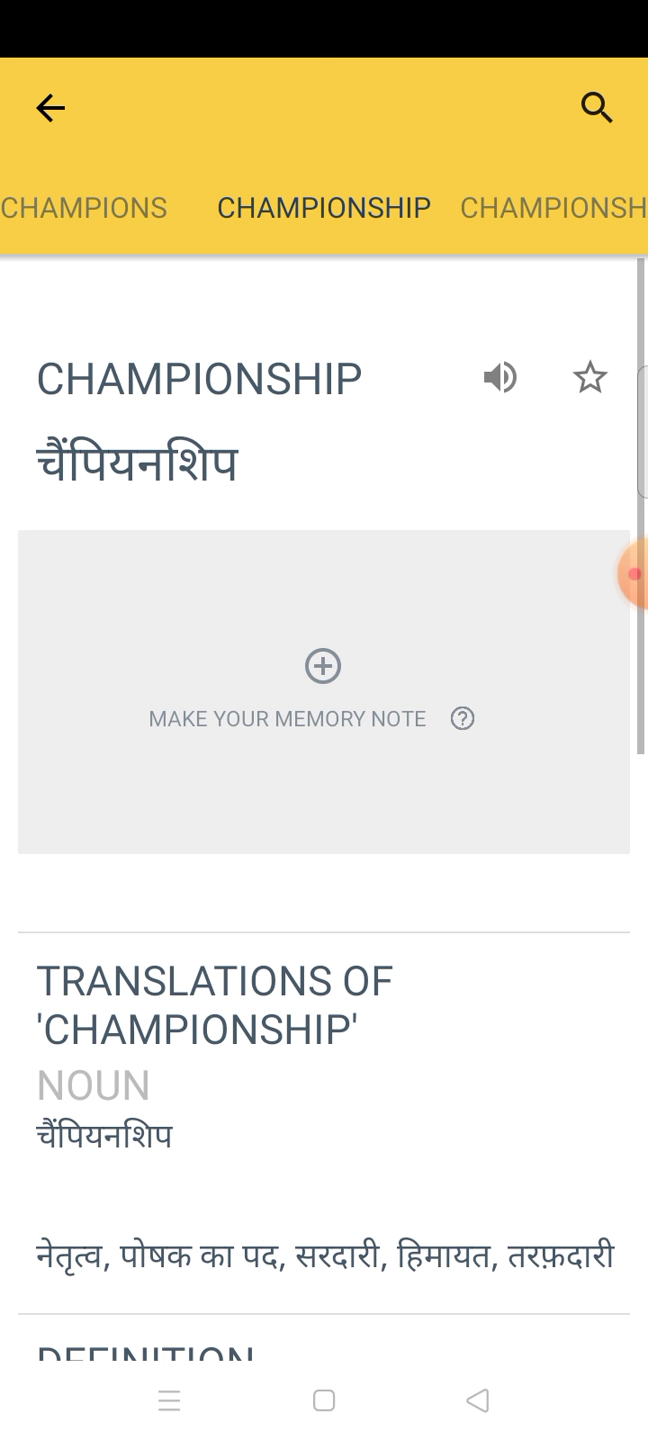 CHAMPIONS CHAMPIONSHIP CHAMPIONSH
CHAMPIONSHIP
चैंपियनशिप
MAKE YOUR MEMORY NOTE
TRANSLATIONS OF
'CHAMPIONSHIP'
NOUN
चैंपियनशिप
नेतृत्व, पोषक का पद, सरदारी, हिमायत, तरफ़दारी
DEFINITION